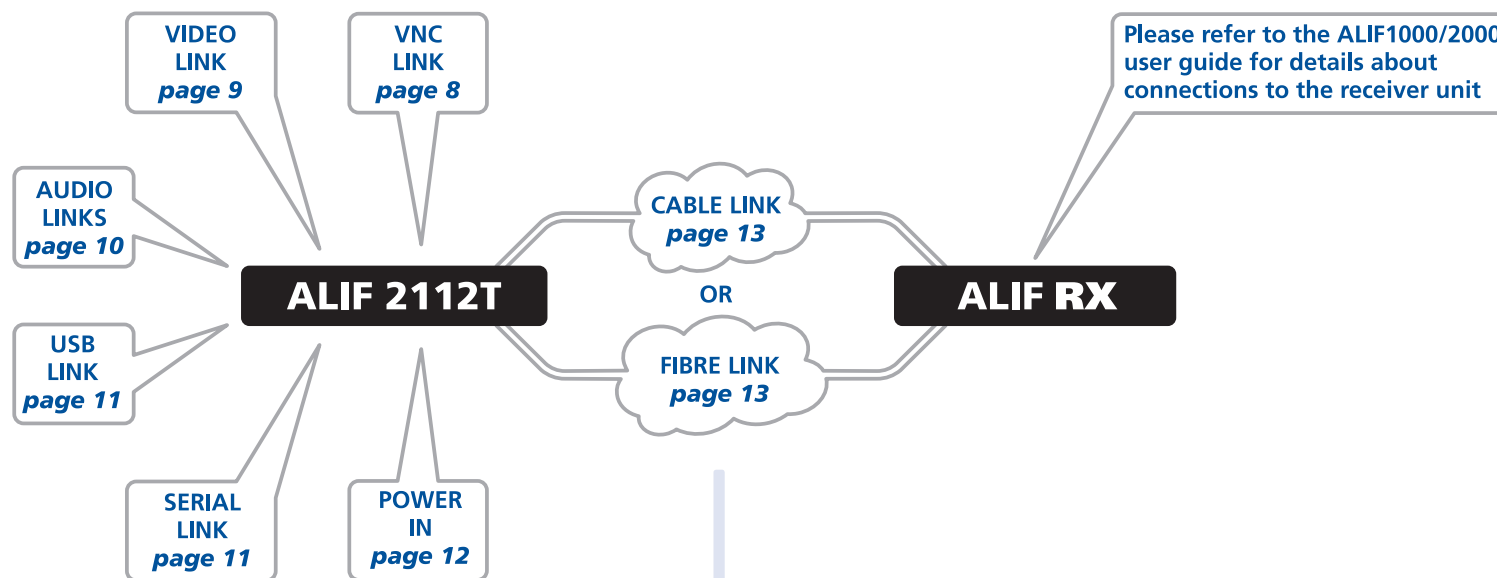 VIDEO
LINK
page 9
VNC
LINK
page 8
Please refer to the ALIF1000/2000
user guide for details about
connections to the receiver unit
AUDIO
LINKS
page 10
CABLE LINK
page 13
ALIF 2112T
OR
ALIF RX
USB
LINK
page 11
FIBRE LINK
page 13
SERIAL
LINK
page 11
POWER
IN
page 12